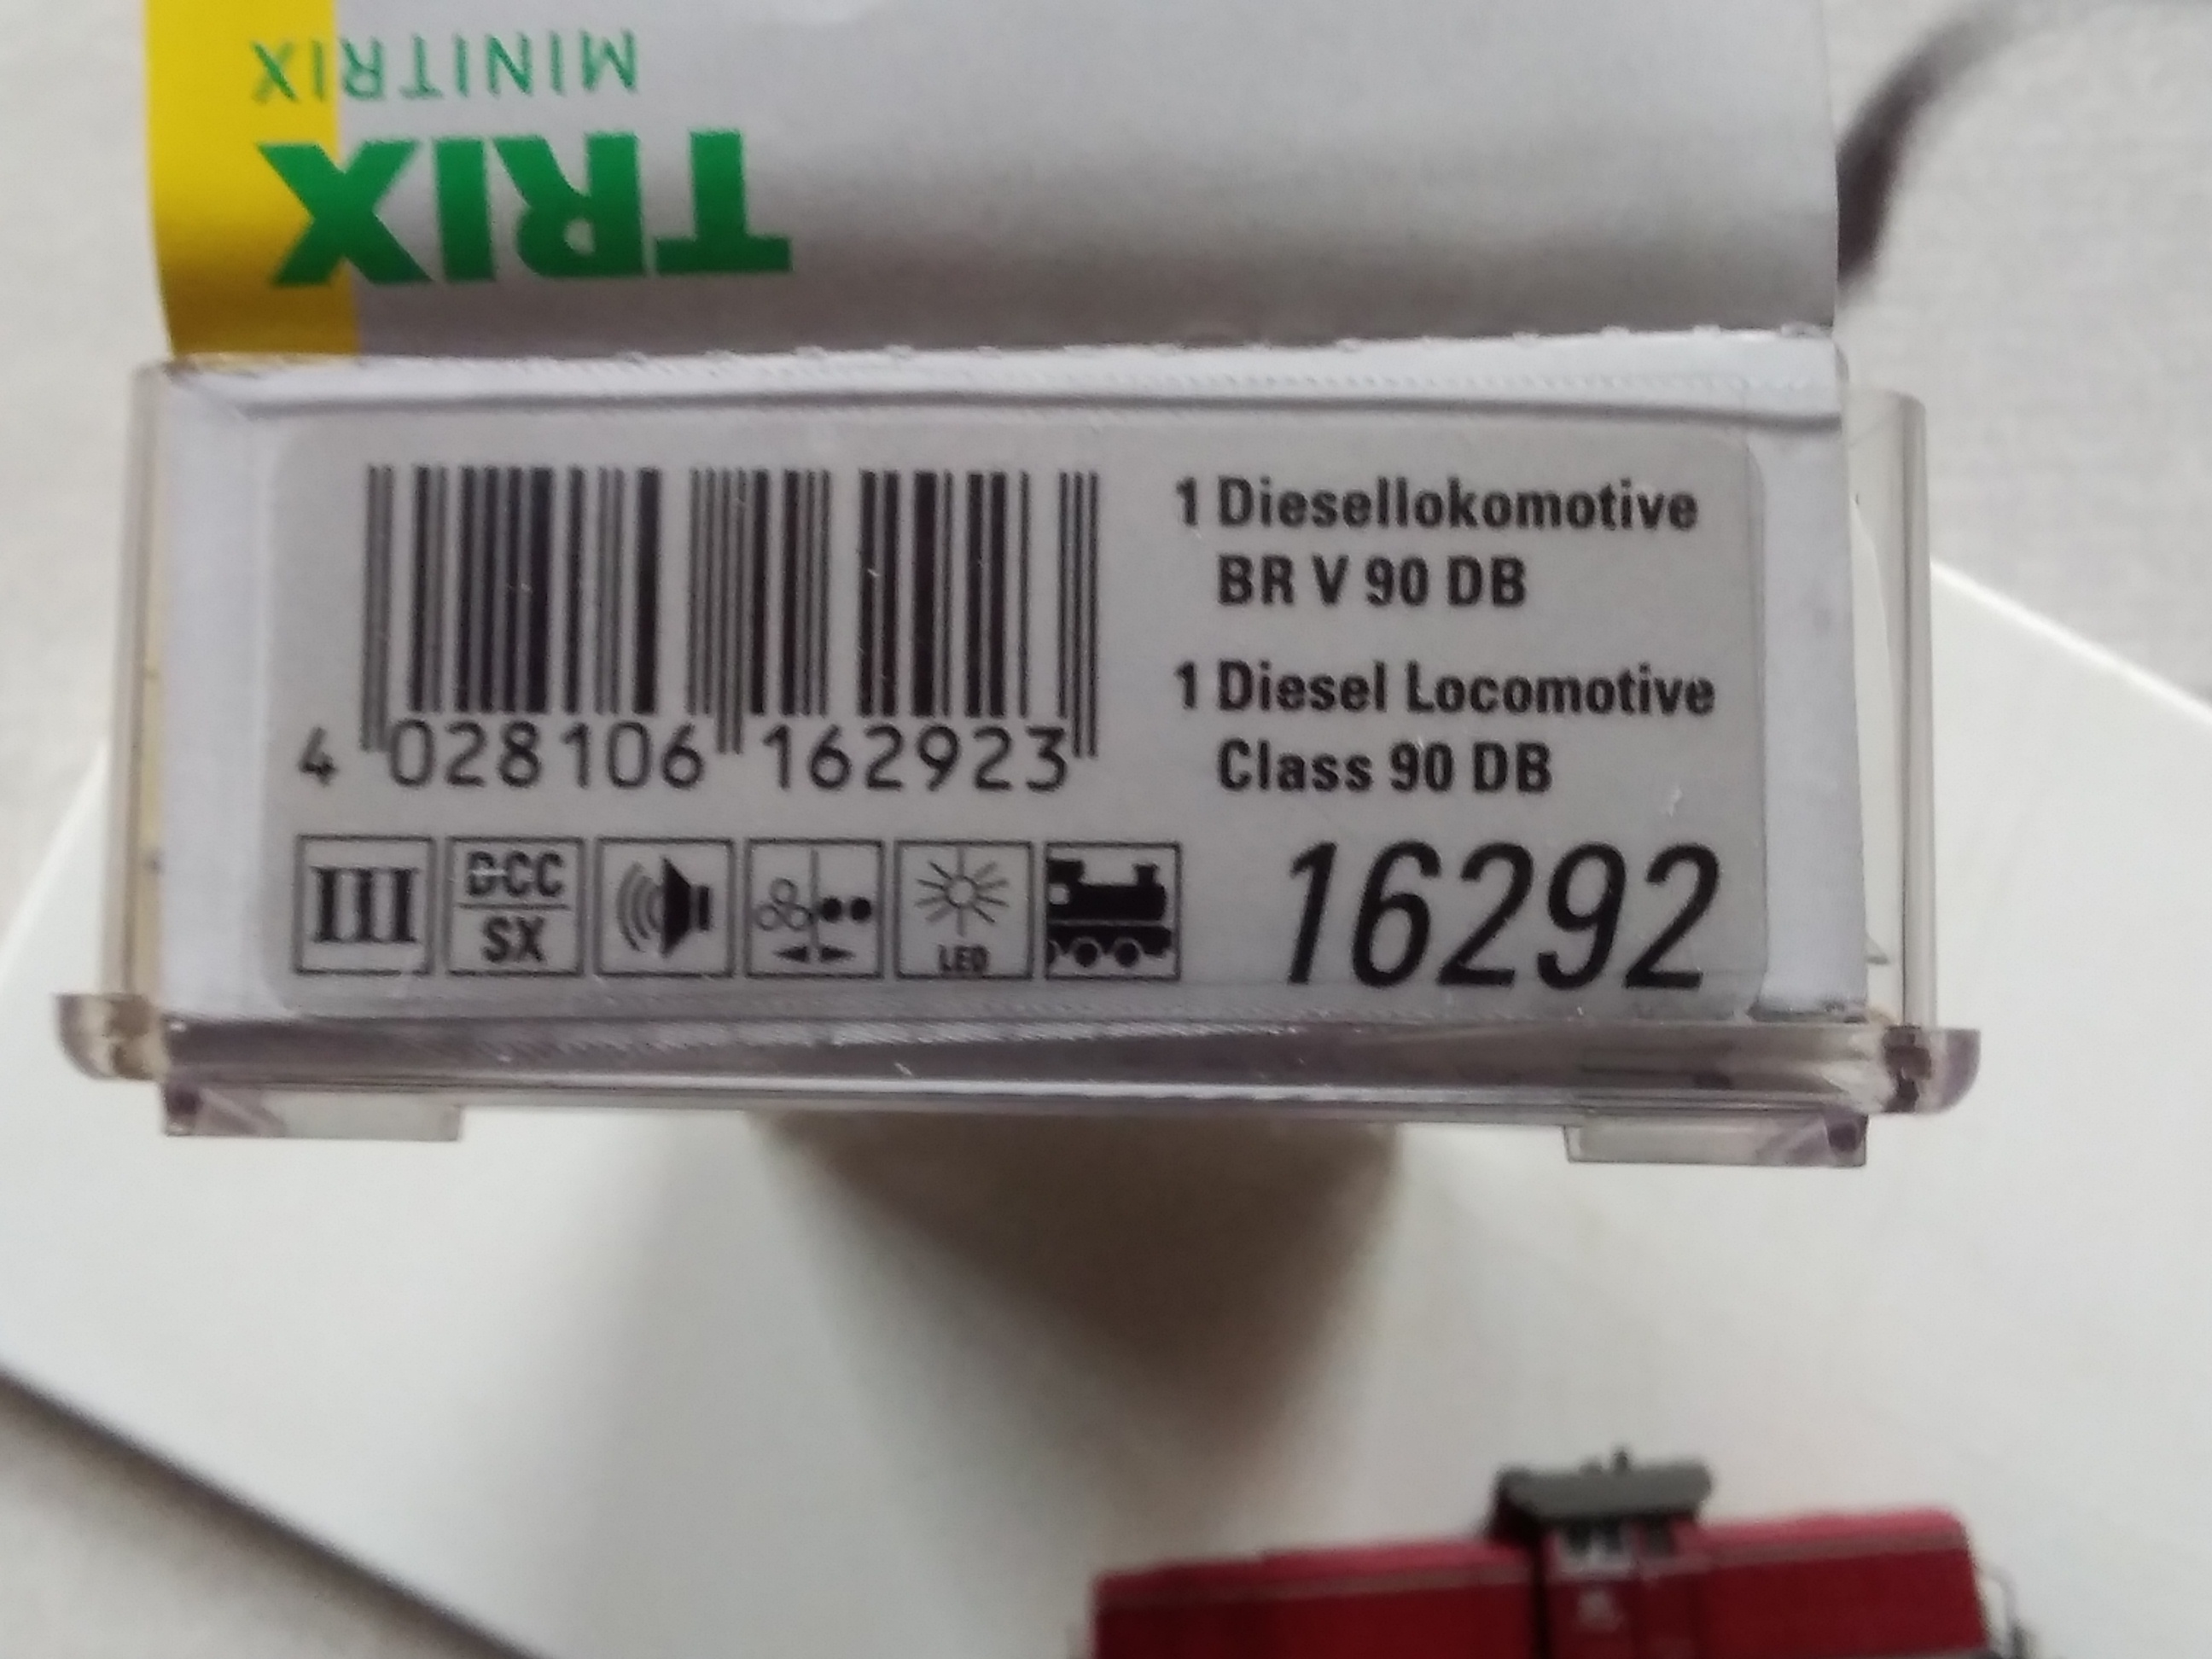 MINITRIX
TRIX
1 Diesellokomotive
BR V 90 DB
1 Diesel Locomotive
Class 90 DB
4 028106 162923
III
DCC
SX
LED
16292